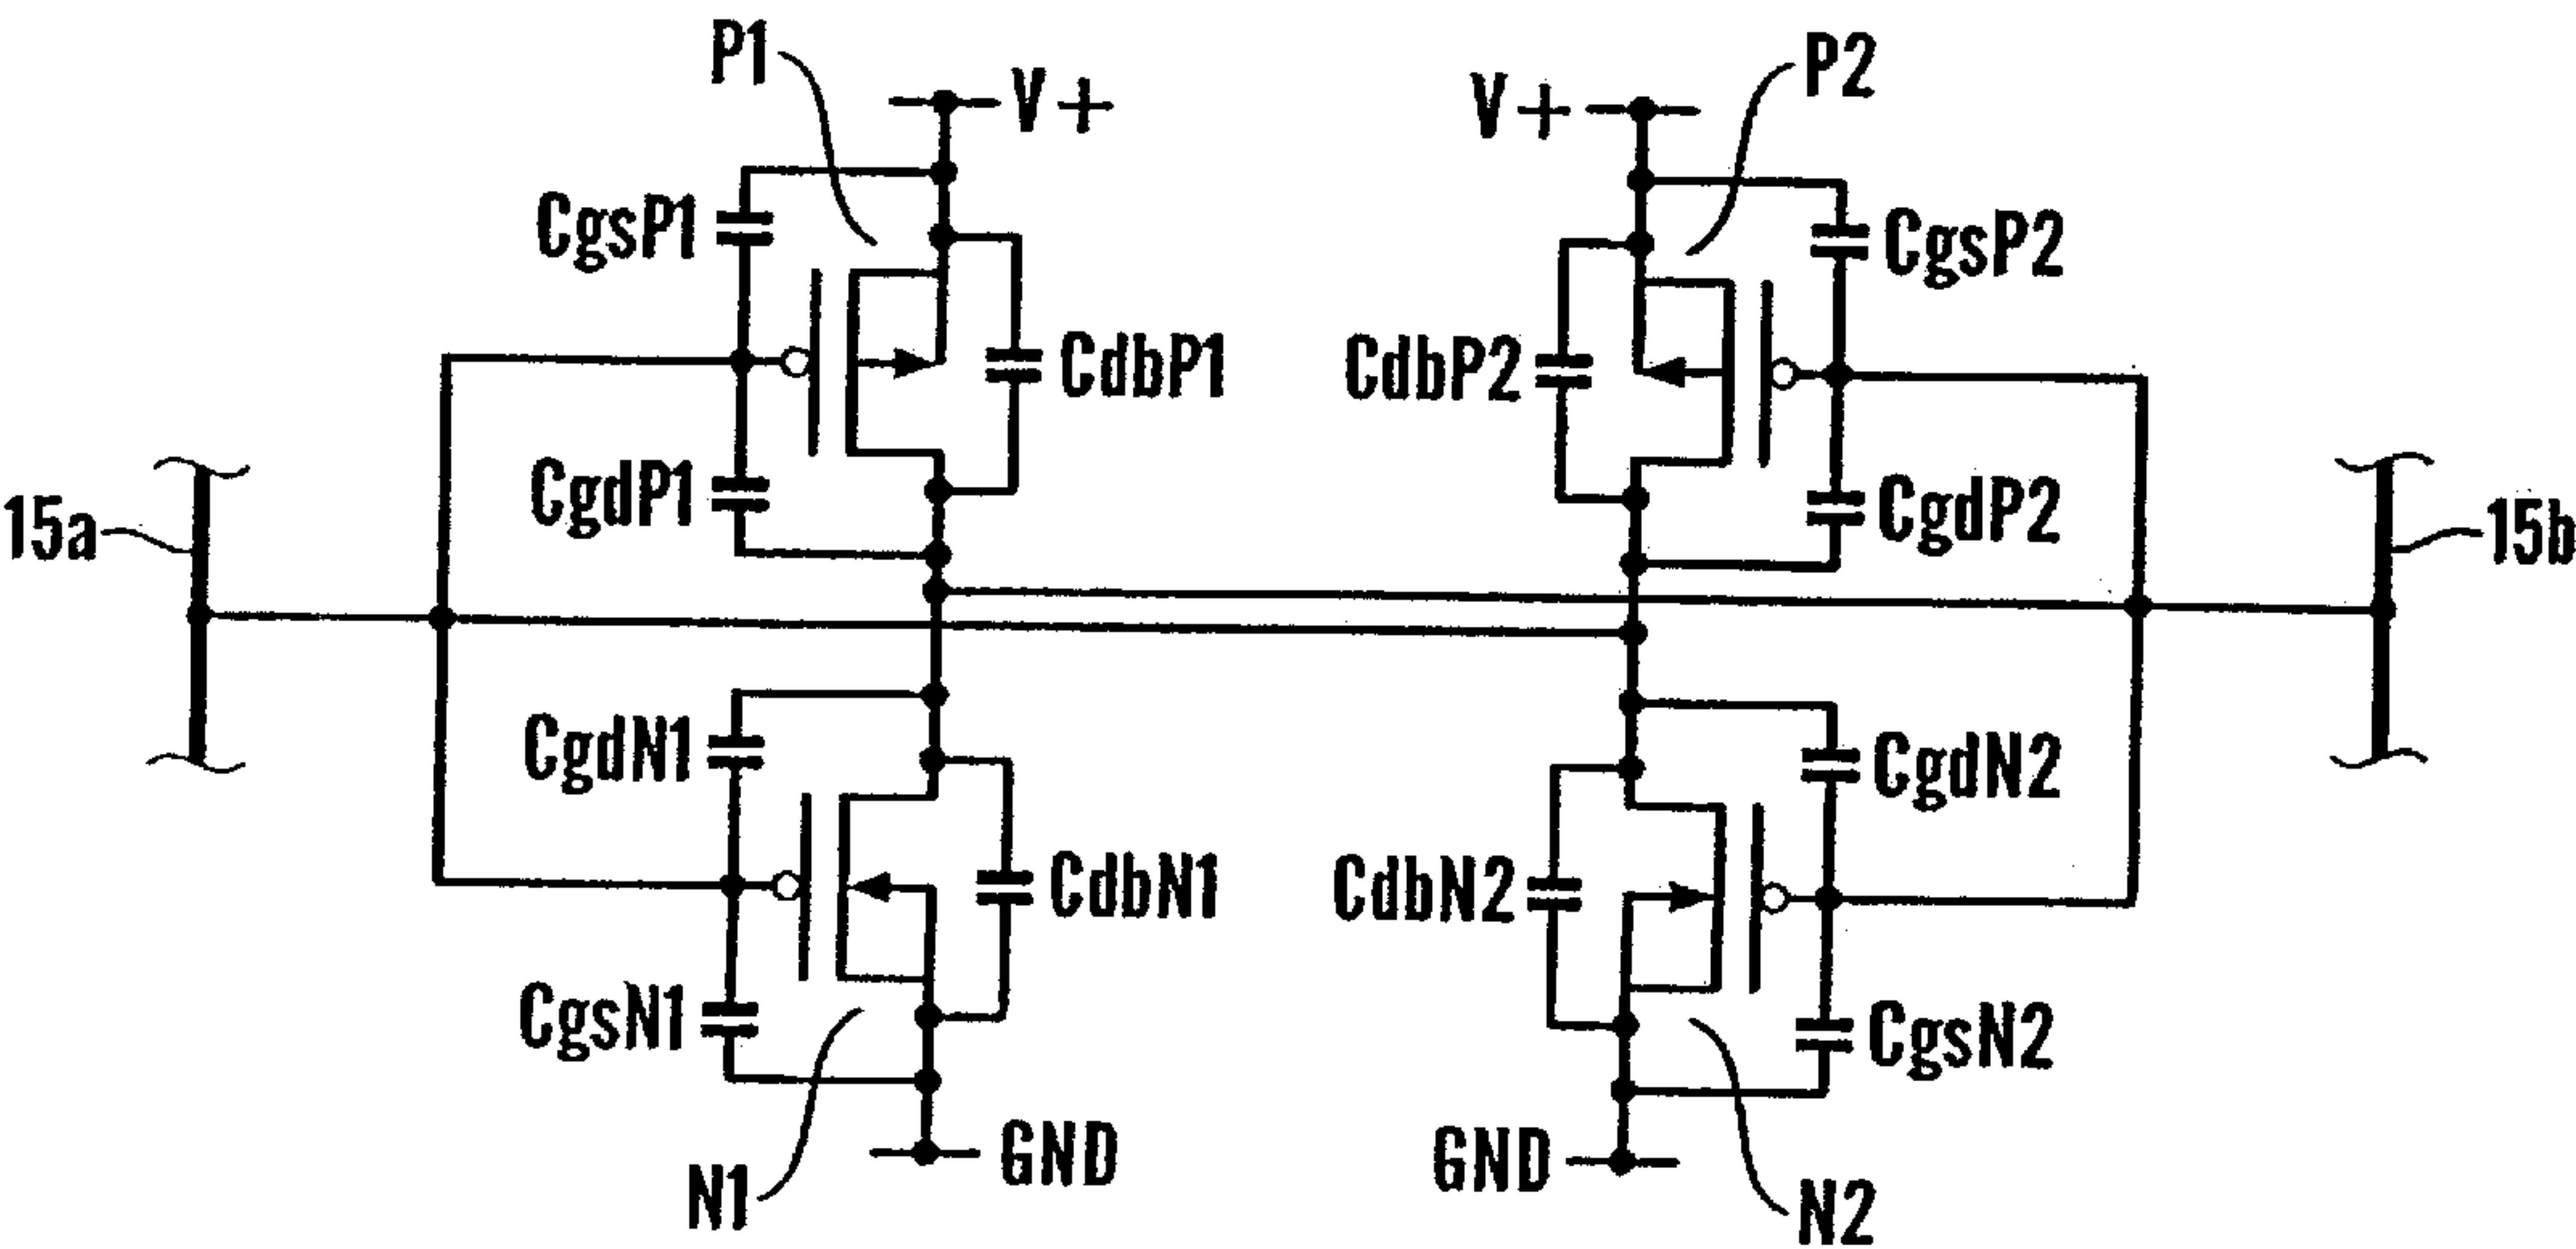 P1
V+
V+
P2
CgsP1
CgsP2
CdbP1
CdbP2
CgdP1
CgdP2
15a
15b
CgdN1
CgdN2
CdbN1
CdbN2
CgsN1
CgsN2
GND
GND
N1
N2